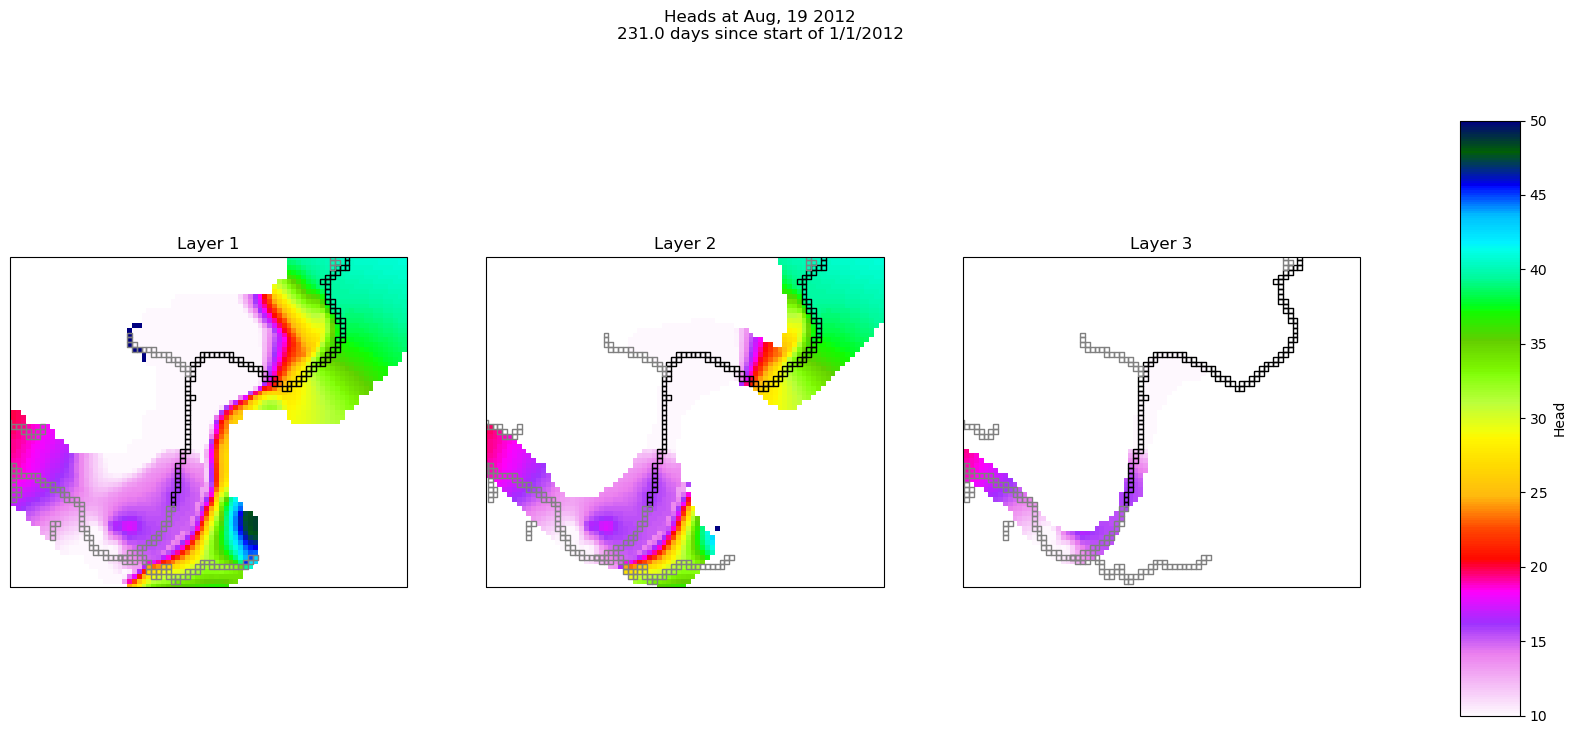 Heads at Aug, 19 2012
231.0 days since start of 1/1/2012
Layer 1
Layer 2
Layer 3
50
45
40
35
30
25
20
15
10
Head